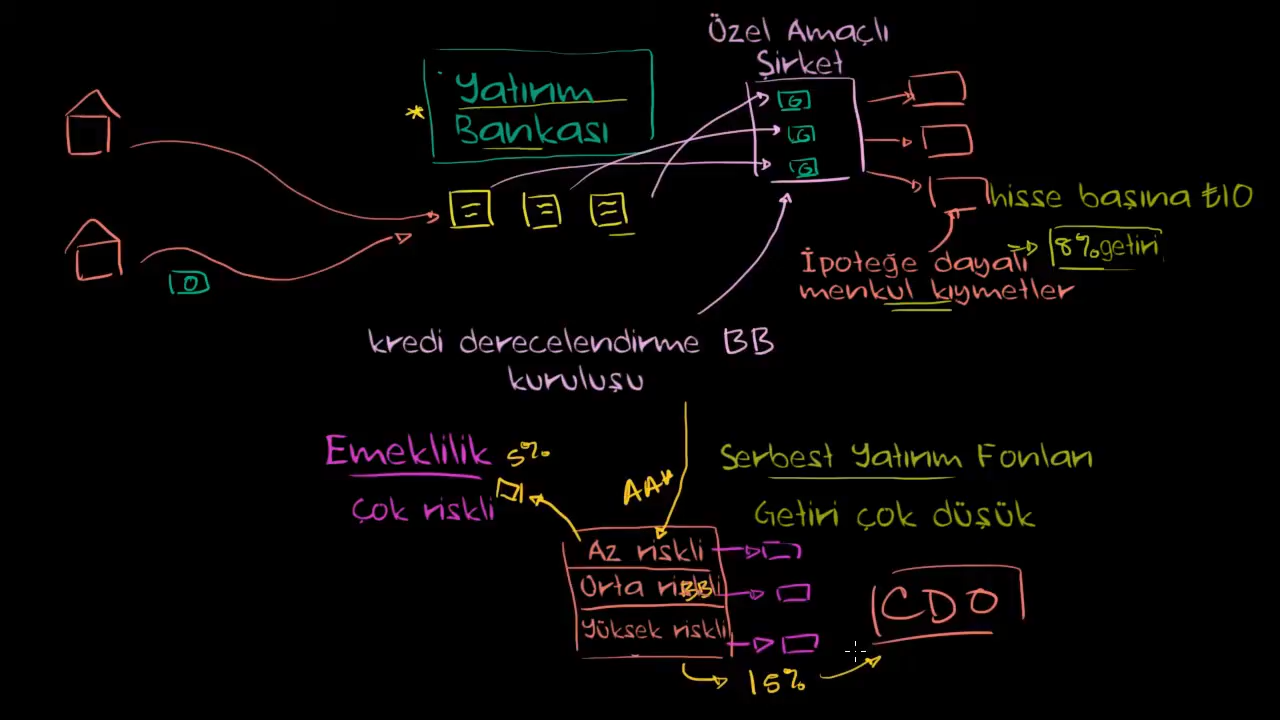 Özel Amaçlı
Şirket
Yatırım
Bankası
G
G
G
hisse başına ₺10
8% getiri
İpoteğe dayalı
menkul kıymetler
kredi derecelendirme BB
kuruluşu
Emeklilik 5%
çok riskli
AAA
Serbest Yatırım Fonları
Getiri çok düşük
Az riskli
Orta riskli BB
Yüksek riskli
CDO
15%